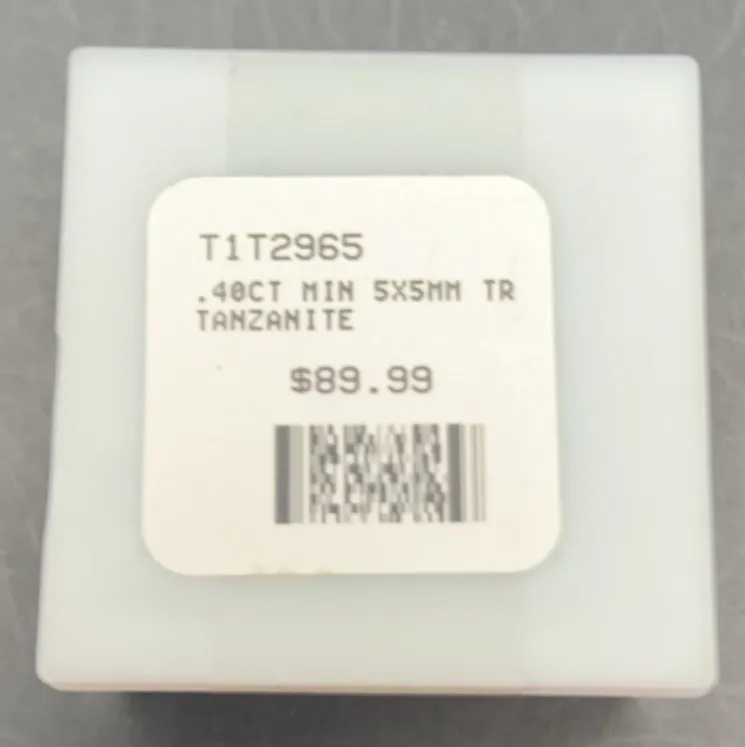 T1T2965
.40CT MIN 5X5MM TR
TANZANITE
$89.99